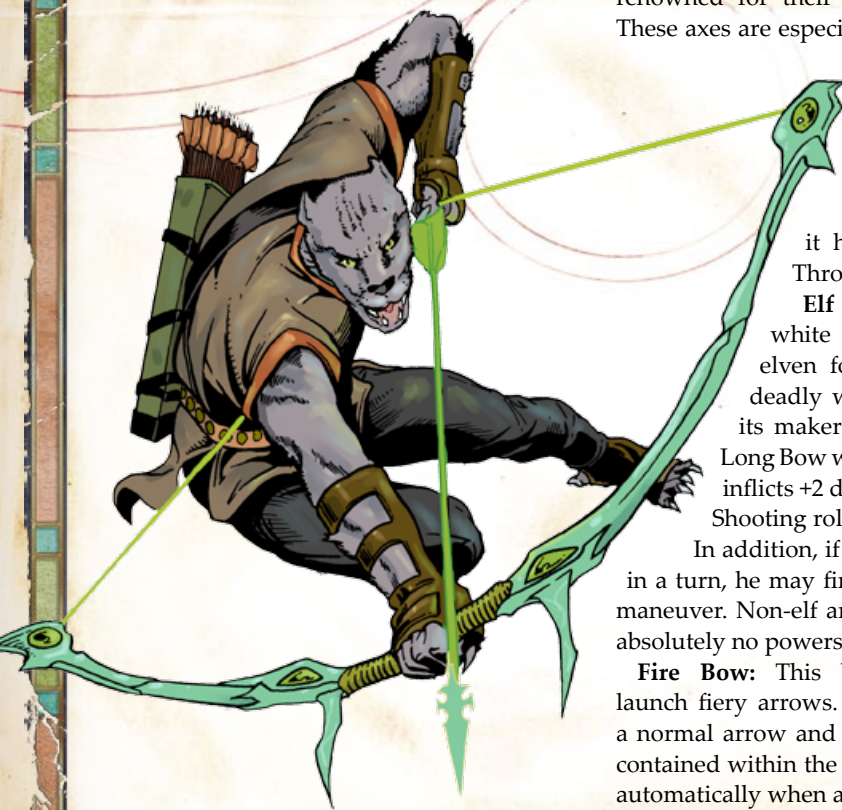 renowned for their
These axes are especi
it h
Thro
Elf
white
elven fo
deadly w
its maker
Long Bow w
inflicts +2 d
Shooting rol
In addition, if
in a turn, he may fir
maneuver. Non-elf ar
absolutely no powers
Fire Bow: This
launch fiery arrows.
a normal arrow and
contained within the
automatically when a